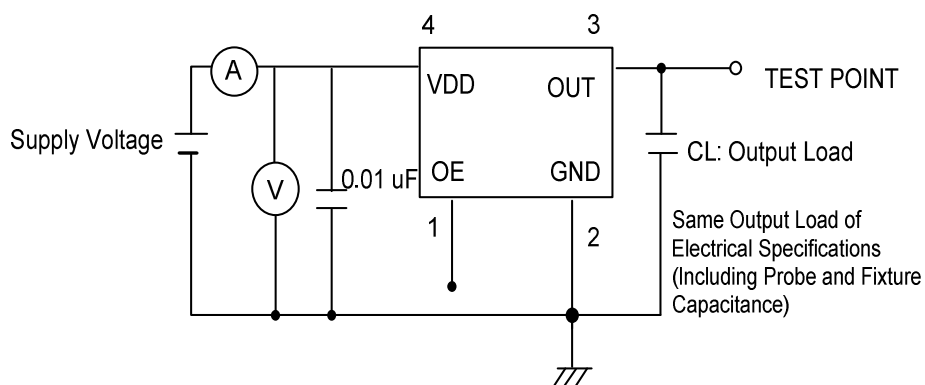 4
3
A
VDD
OUT
TEST POINT
Supply Voltage
CL: Output Load
V
0.01 uF
OE
GND
1
2
Same Output Load of
Electrical Specifications
(Including Probe and Fixture
Capacitance)